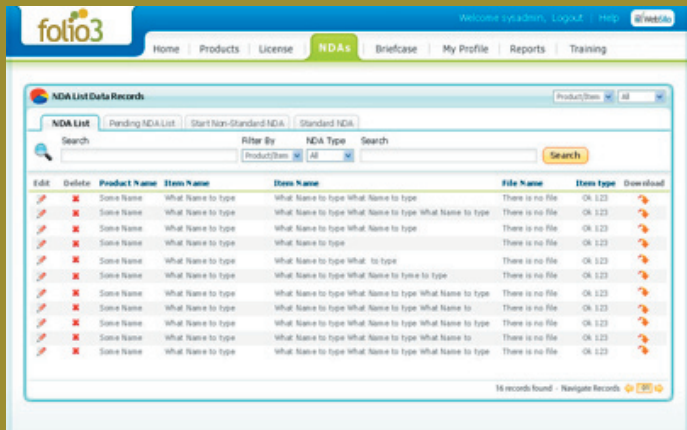 folio3
Welcome sysadmin, Logout | Help
Home Products License NDAs Briefcase My Profile Reports Training
NDA List Data Records Product/Item All
NDA List Pending NDA List Start Non-Standard NDA Standard NDA
Search Filter By NDA Type Search
Product/Item All Search
Edit Delete Product Name Item Name Item Name File Name Item type Download
Some Name What Name to type What Name to type What Name to type There is no file Ok 123
Some Name What Name to type What Name to type What Name to type What Name to type There is no file Ok 123
Some Name What Name to type What Name to type What Name to type There is no file Ok 123
Some Name What Name to type What Name to type There is no file Ok 123
Some Name What Name to type What Name to type What to type There is no file Ok 123
Some Name What Name to type What Name to type What Name to tyme to type There is no file Ok 123
Some Name What Name to type What Name to type What Name to type What Name to type There is no file Ok 123
Some Name What Name to type What Name to type What Name to type What Name to There is no file Ok 123
Some Name What Name to type What Name to type What Name to type What Name to type There is no file Ok 123
Some Name What Name to type What Name to type What Name to type What Name to There is no file Ok 123
Some Name What Name to type What Name to type What Name to type What Name to type There is no file Ok 123
16 records found - Navigate Records